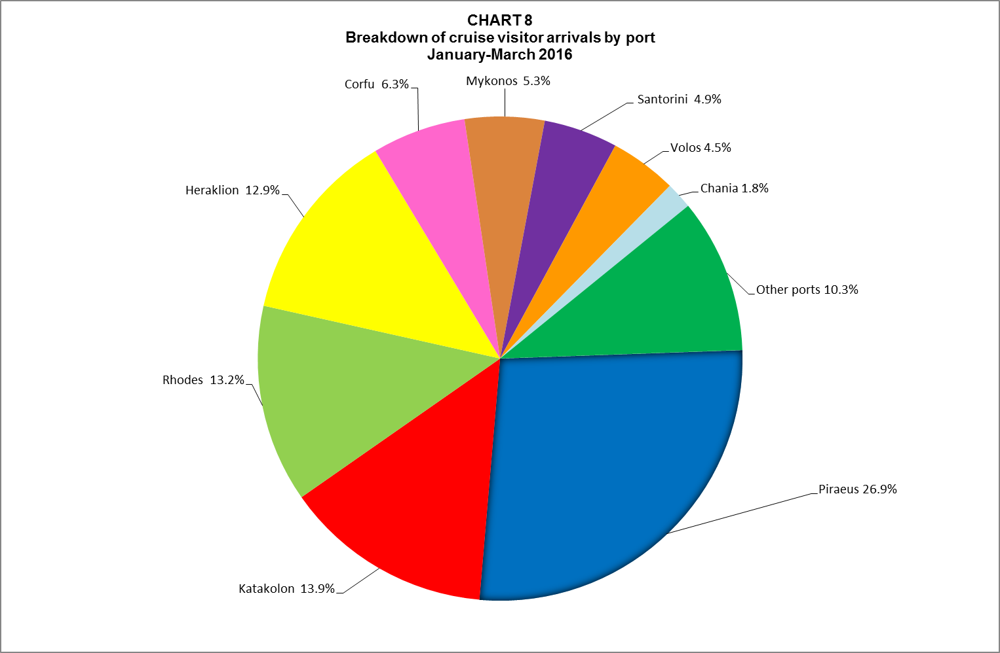 CHART 8
Breakdown of cruise visitor arrivals by port
January-March 2016
Mykonos 5.3%
Corfu 6.3%
Santorini 4.9%
Volos 4.5%
Chania 1.8%
Heraklion 12.9%
Other ports 10.3%
Rhodes 13.2%
Piraeus 26.9%
Katakolon 13.9%